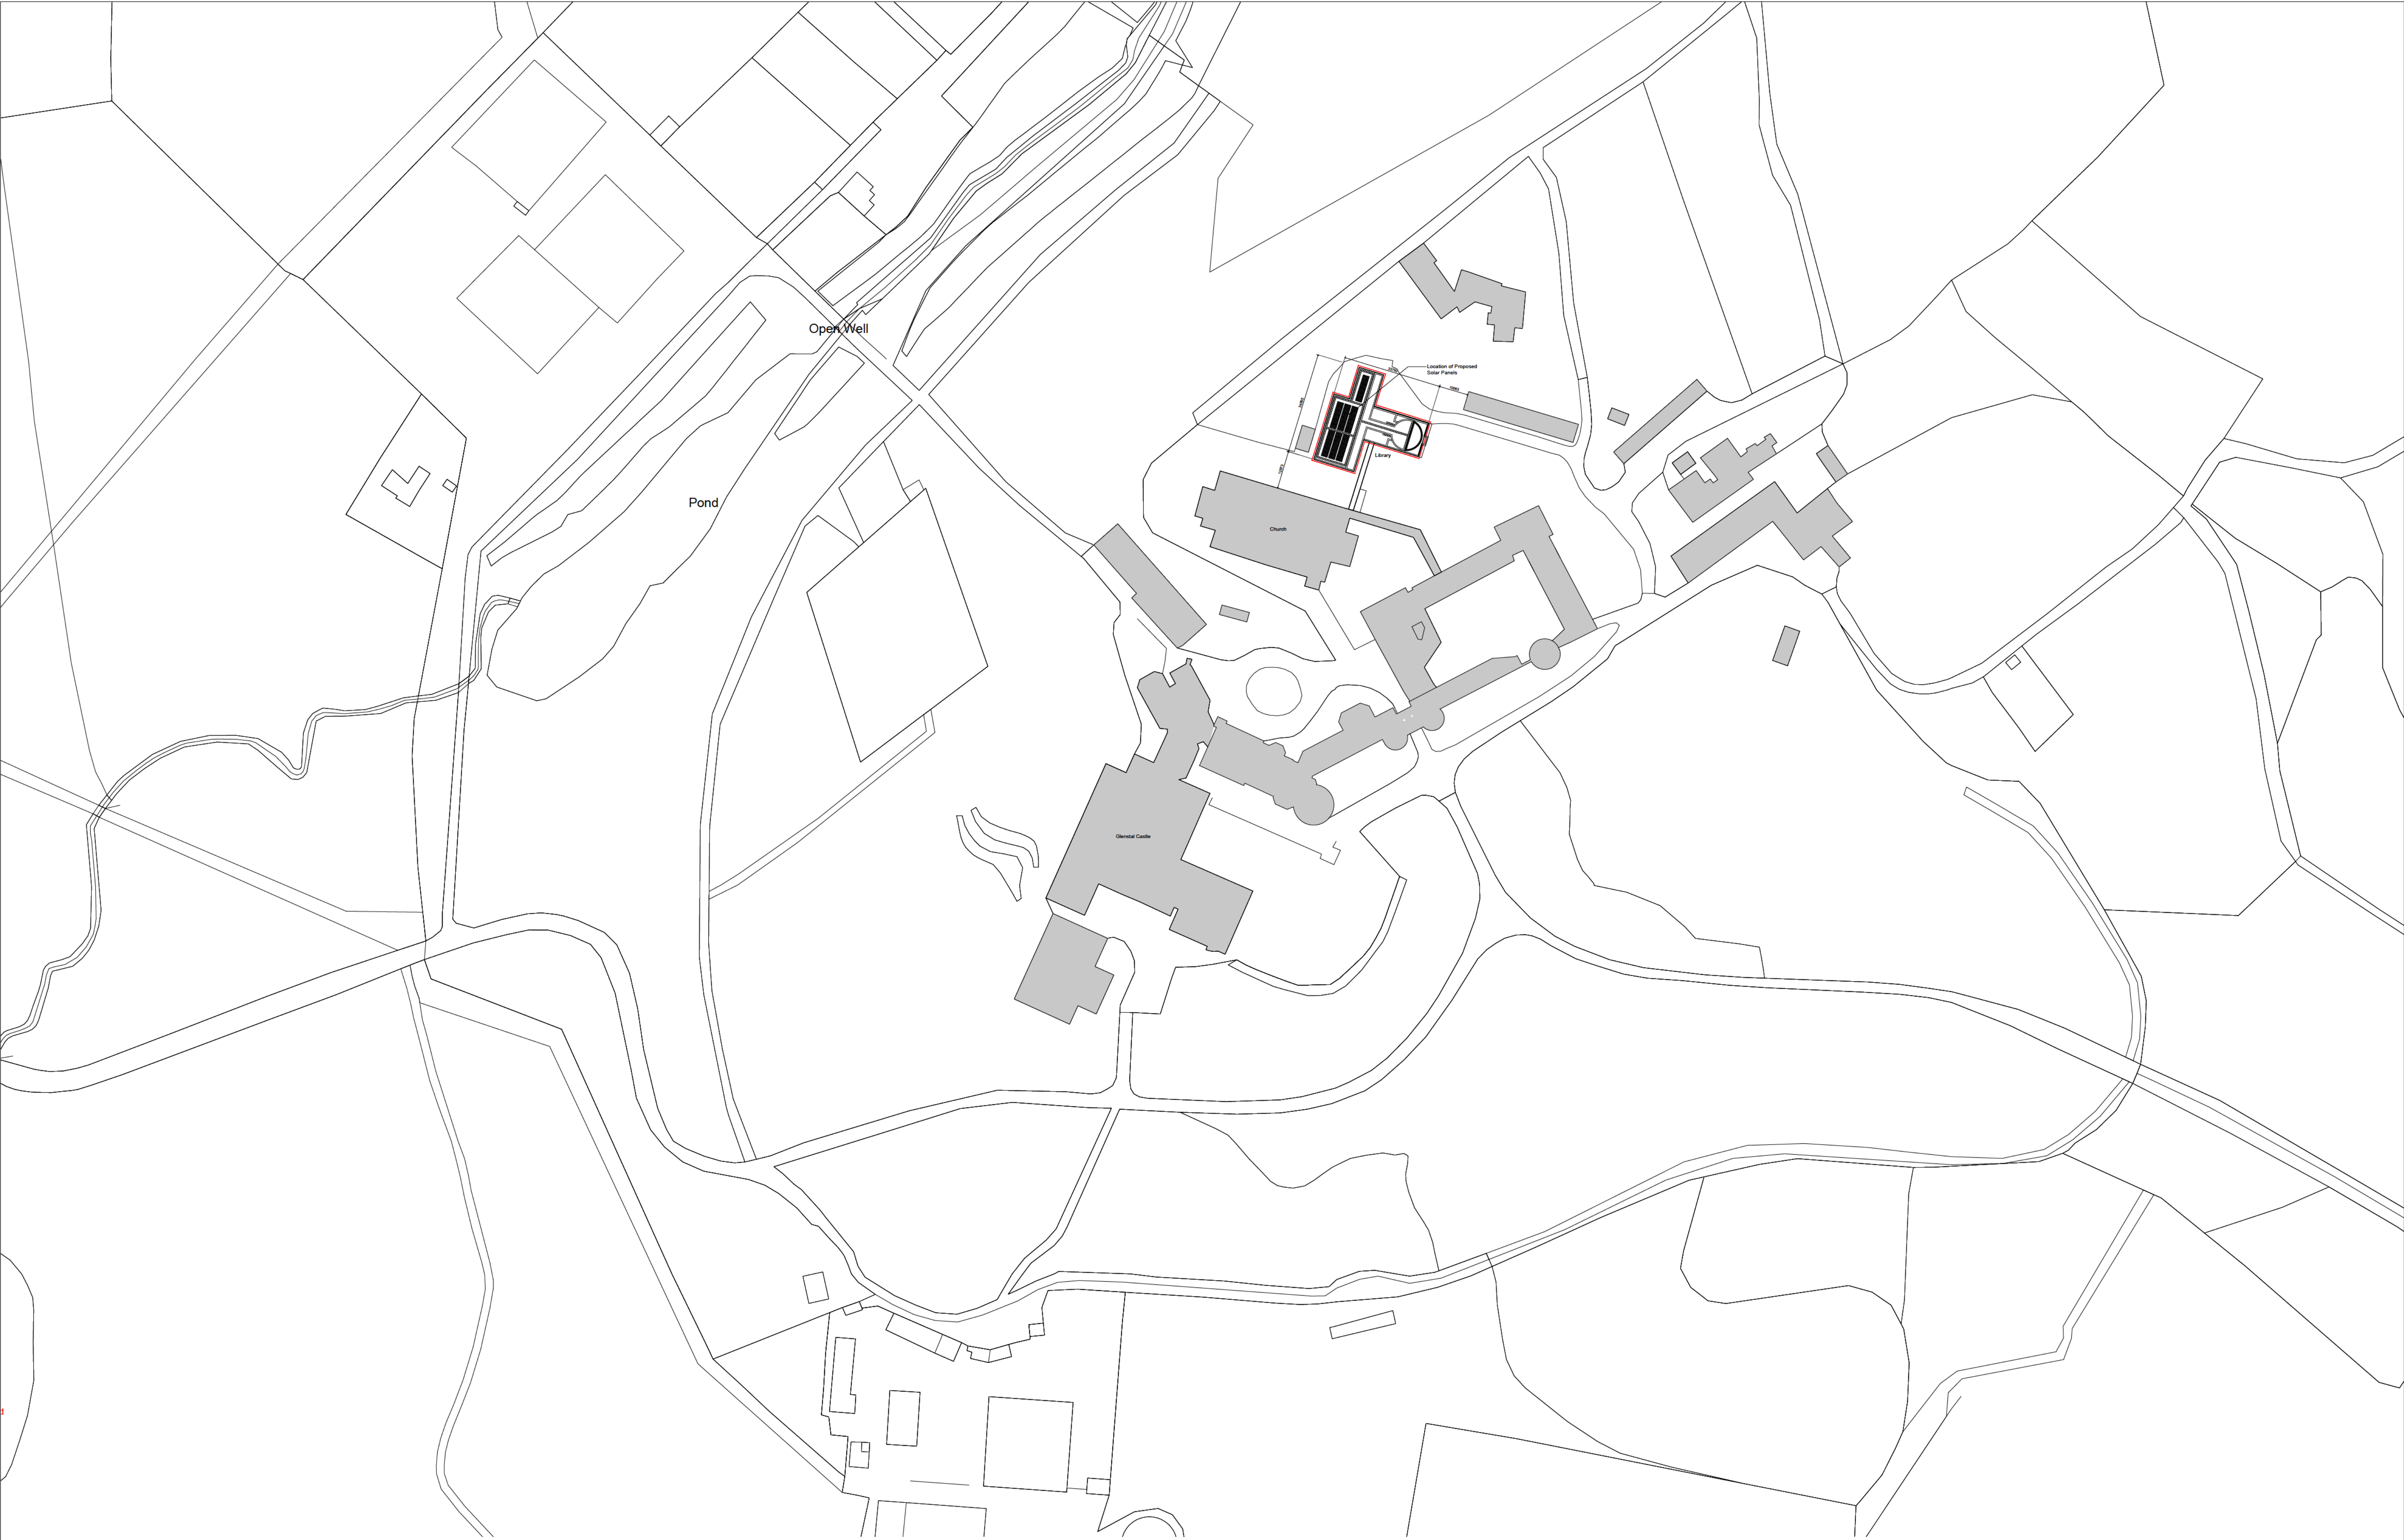 Open Well
Location of Proposed
Solar Panels
Library
Pond
Church
Glenstal Castle